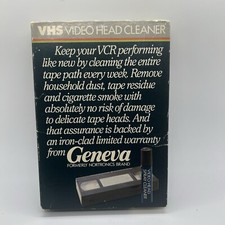 VHS VIDEO HEAD CLEANER
Keep your VCR performing
like new by cleaning the entire
tape path every week. Remove
household dust, tape residue
and cigarette smoke with
absolutely no risk of damage
to delicate tape heads. And
that assurance is backed by
an iron-clad limited warranty
from Geneva
FORMERLY NORTRONICS BRAND
VIDEO HEAD